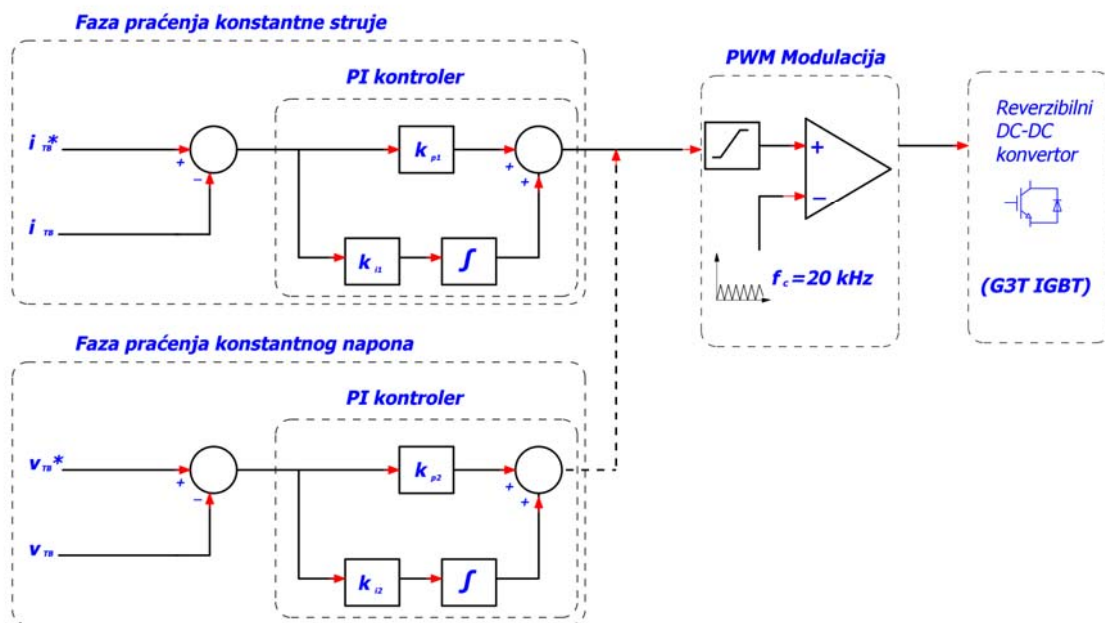 Faza praćenja konstantne struje
PI kontroler
i TB*
+
−
i TB
k p1
+
+
k i1
∫
PWM Modulacija
+
−
f c=20 kHz
Reverzibilni
DC-DC
konvertor
(G3T IGBT)
Faza praćenja konstantnog napona
PI kontroler
v TB*
+
−
v TB
k p2
+
+
k i2
∫